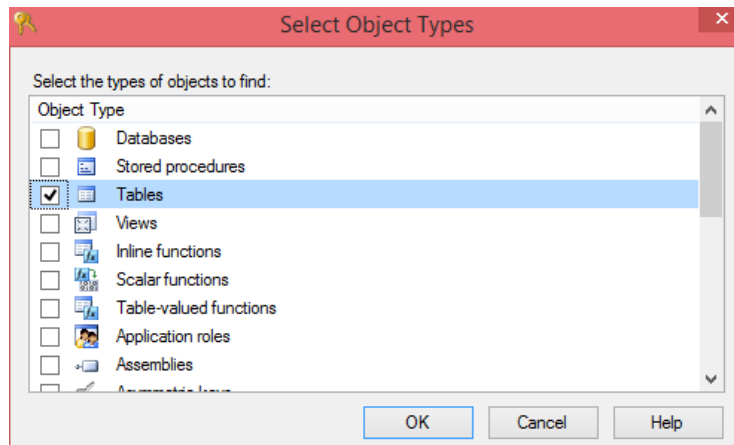 Select Object Types
Select the types of objects to find:
Object Type
Databases
Stored procedures
Tables
Views
Inline functions
Scalar functions
Table-valued functions
Application roles
Assemblies
OK Cancel Help